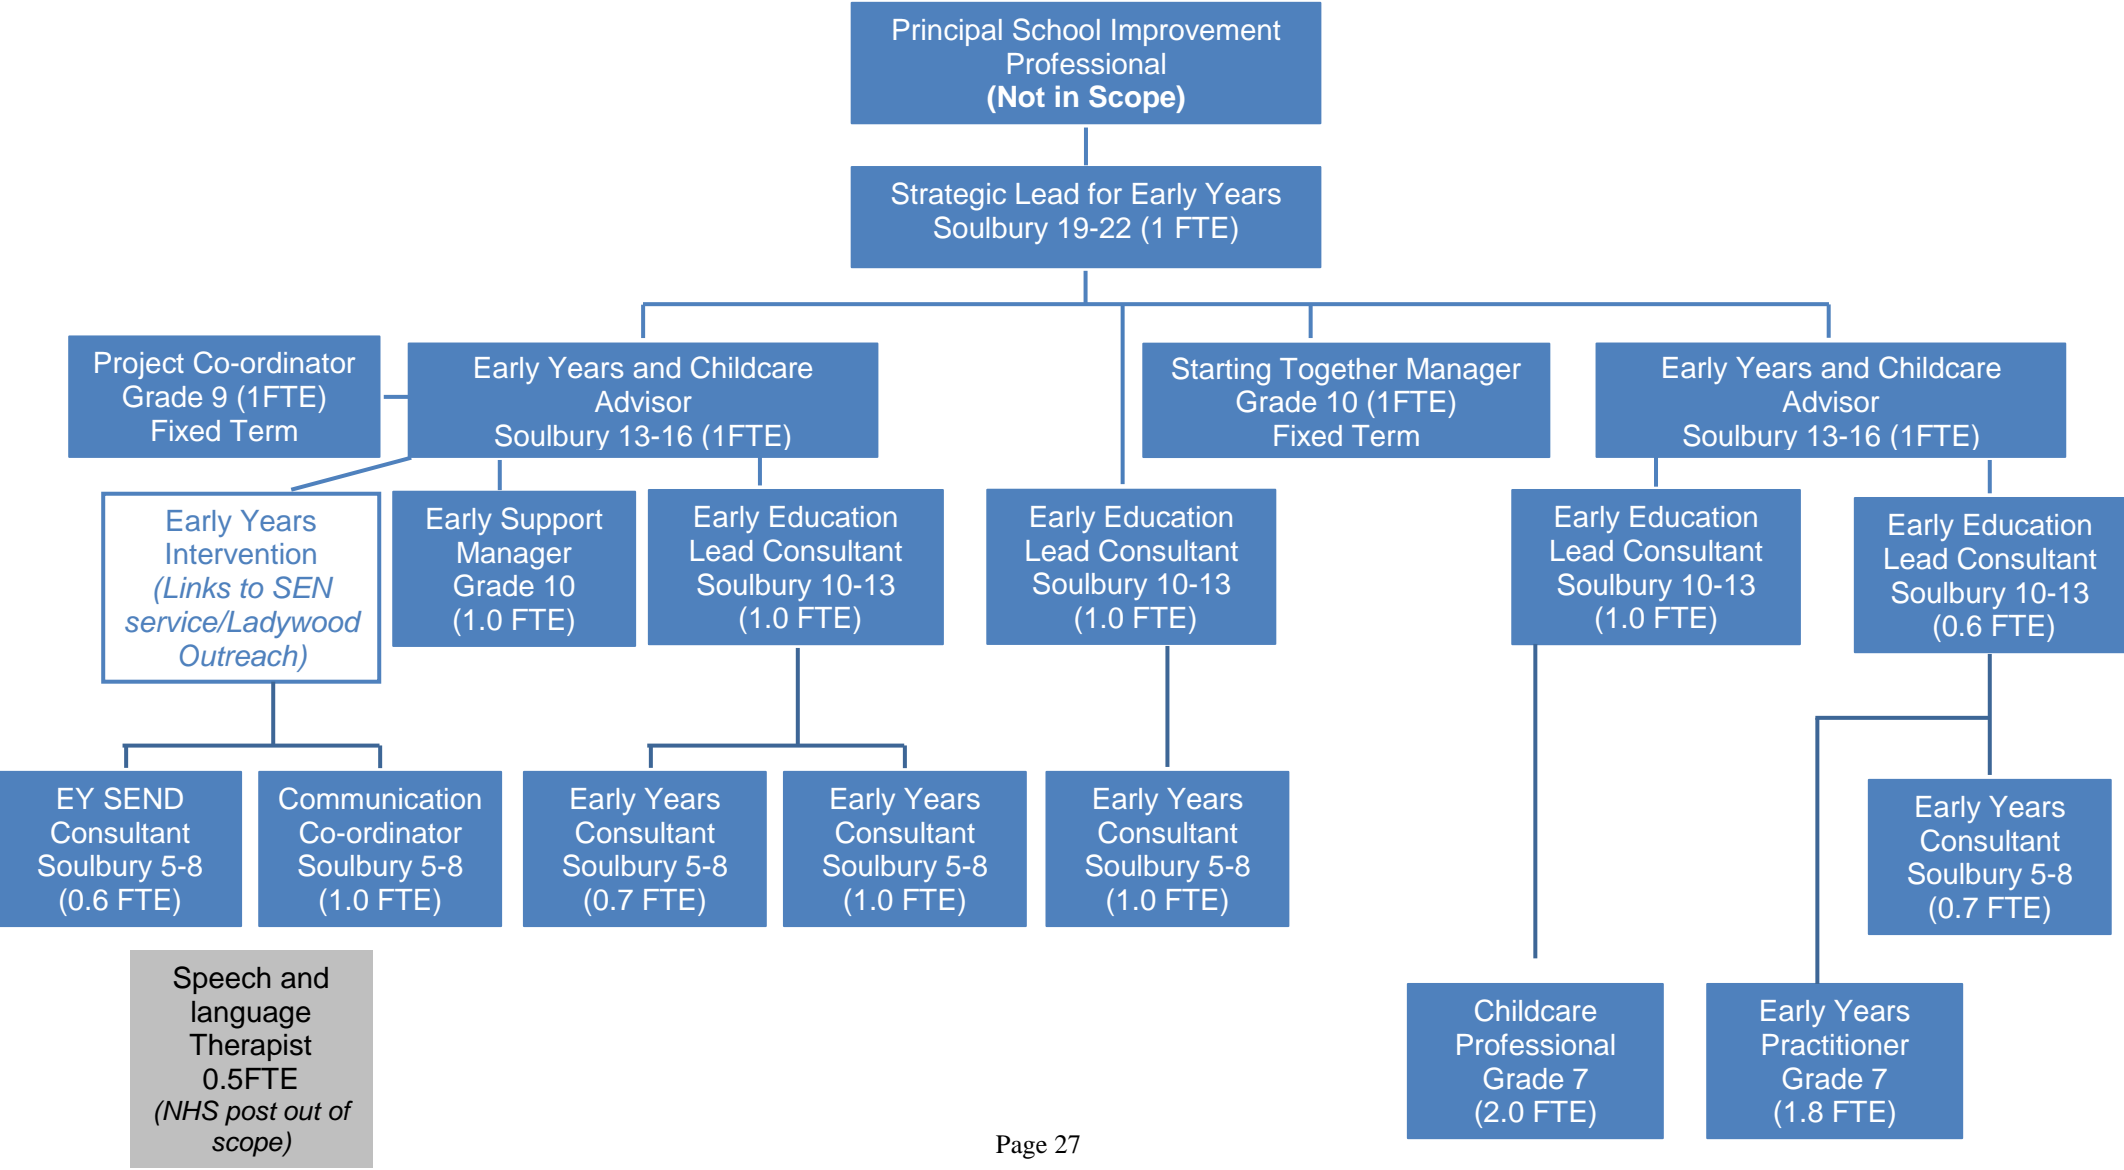 Principal School Improvement
Professional
(Not in Scope)
Strategic Lead for Early Years
Soulbury 19-22 (1 FTE)
Project Co-ordinator
Grade 9 (1FTE)
Fixed Term
Early Years and Childcare
Advisor
Soulbury 13-16 (1FTE)
Starting Together Manager
Grade 10 (1FTE)
Fixed Term
Early Years and Childcare
Advisor
Soulbury 13-16 (1FTE)
Early Years
Intervention
(Links to SEN
service/Ladywood
Outreach)
Early Support
Manager
Grade 10
(1.0 FTE)
Early Education
Lead Consultant
Soulbury 10-13
(1.0 FTE)
Early Education
Lead Consultant
Soulbury 10-13
(1.0 FTE)
Early Education
Lead Consultant
Soulbury 10-13
(1.0 FTE)
Early Education
Lead Consultant
Soulbury 10-13
(0.6 FTE)
EY SEND
Consultant
Soulbury 5-8
(0.6 FTE)
Communication
Co-ordinator
Soulbury 5-8
(1.0 FTE)
Early Years
Consultant
Soulbury 5-8
(0.7 FTE)
Early Years
Consultant
Soulbury 5-8
(1.0 FTE)
Early Years
Consultant
Soulbury 5-8
(1.0 FTE)
Early Years
Consultant
Soulbury 5-8
(0.7 FTE)
Speech and
language
Therapist
0.5FTE
(NHS post out of
scope)
Childcare
Professional
Grade 7
(2.0 FTE)
Early Years
Practitioner
Grade 7
(1.8 FTE)
Page 27